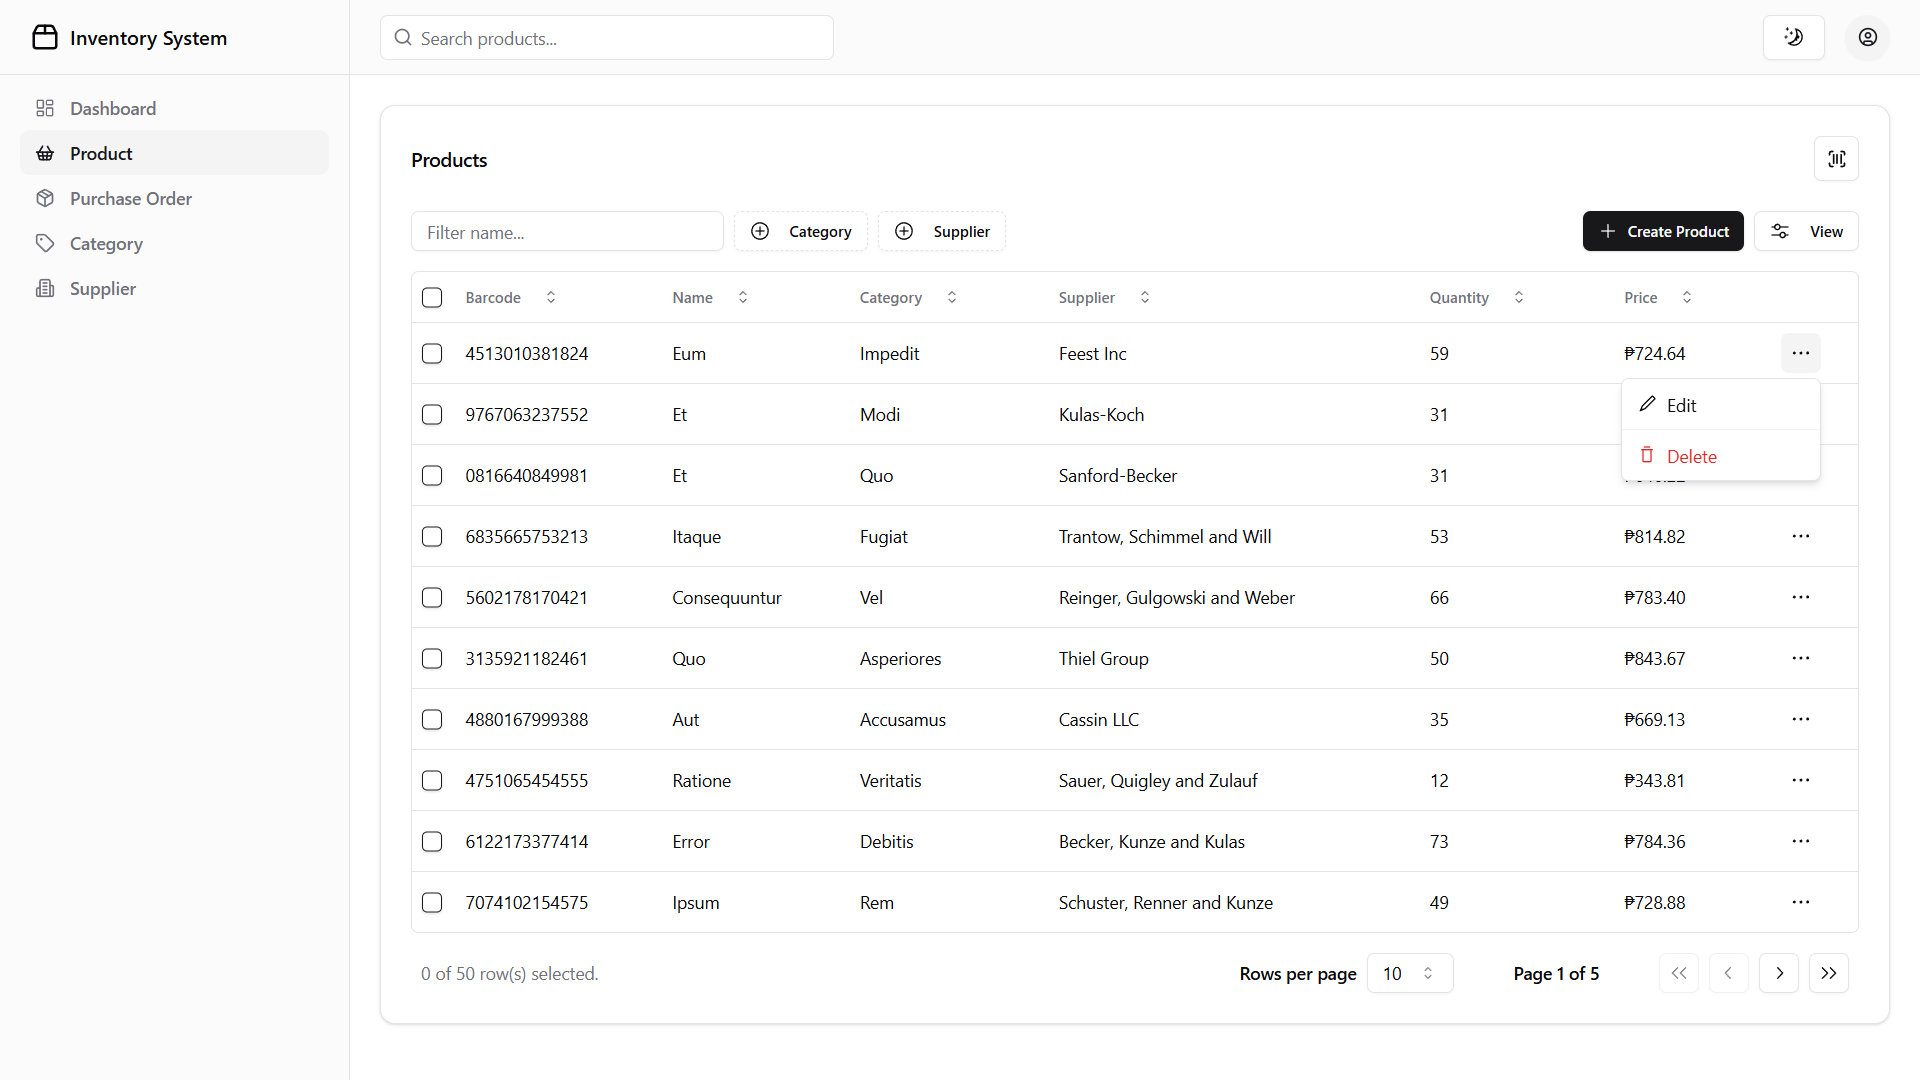 Inventory System
Search products...
Dashboard
Product
Purchase Order
Category
Supplier
Products
Filter name...
Category
Supplier
Create Product
View
Barcode Name Category Supplier Quantity Price
4513010381824 Eum Impedit Feest Inc 59 ₱724.64
Edit
9767063237552 Et Modi Kulas-Koch 31
Delete
0816640849981 Et Quo Sanford-Becker 31
6835665753213 Itaque Fugiat Trantow, Schimmel and Will 53 ₱814.82
5602178170421 Consequuntur Vel Reinger, Gulgowski and Weber 66 ₱783.40
3135921182461 Quo Asperiores Thiel Group 50 ₱843.67
4880167999388 Aut Accusamus Cassin LLC 35 ₱669.13
4751065454555 Ratione Veritatis Sauer, Quigley and Zulauf 12 ₱343.81
6122173377414 Error Debitis Becker, Kunze and Kulas 73 ₱784.36
7074102154575 Ipsum Rem Schuster, Renner and Kunze 49 ₱728.88
0 of 50 row(s) selected.
Rows per page 10
Page 1 of 5